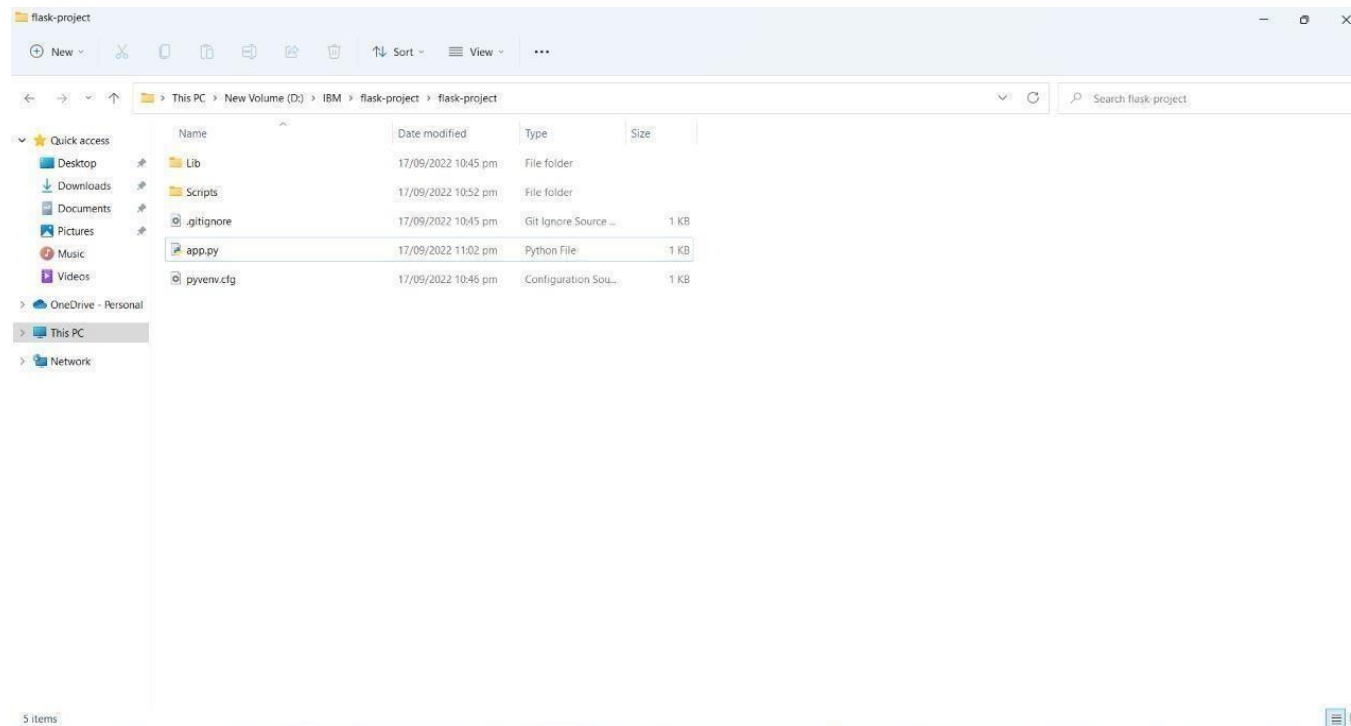 flask-project
New Sort View
This PC > New Volume (D:) > IBM > flask-project > flask-project
Search flask-project
Name Date modified Type Size
Quick access
Desktop
Downloads
Documents
Pictures
Music
Videos
OneDrive - Personal
This PC
Network
Lib 17/09/2022 10:45 pm File folder
Scripts 17/09/2022 10:52 pm File folder
.gitignore 17/09/2022 10:45 pm Git Ignore Source ... 1 KB
app.py 17/09/2022 11:02 pm Python File 1 KB
pyvenv.cfg 17/09/2022 10:46 pm Configuration Sou... 1 KB
5 items